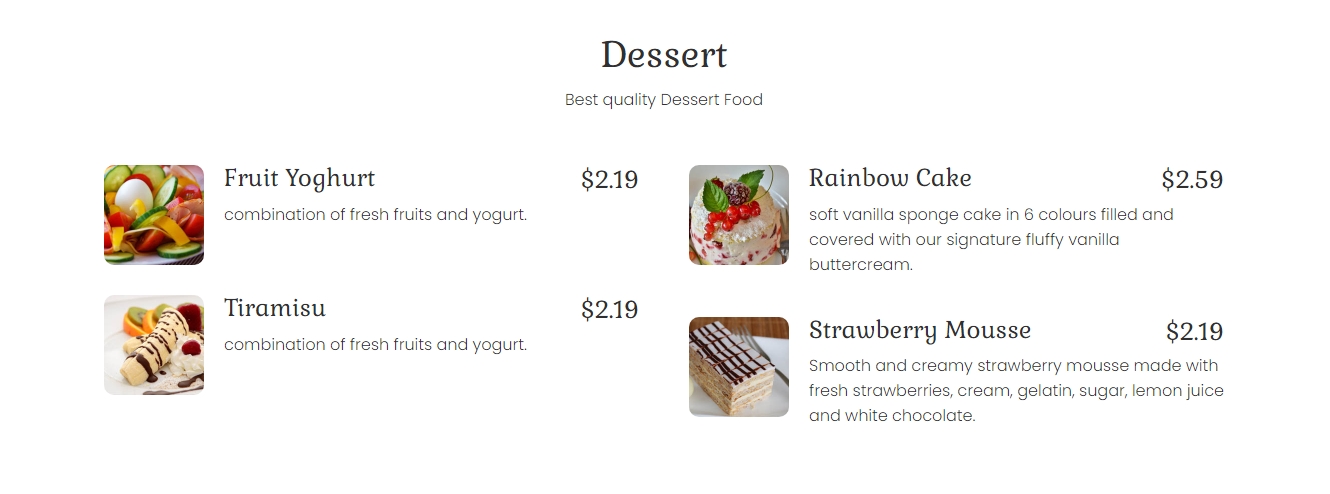 Dessert
Best quality Dessert Food
Fruit Yoghurt
$2.19
combination of fresh fruits and yogurt.
Tiramisu
$2.19
combination of fresh fruits and yogurt.
Rainbow Cake
$2.59
soft vanilla sponge cake in 6 colours filled and
covered with our signature fluffy vanilla
buttercream.
Strawberry Mousse
$2.19
Smooth and creamy strawberry mousse made with
fresh strawberries, cream, gelatin, sugar, lemon juice
and white chocolate.